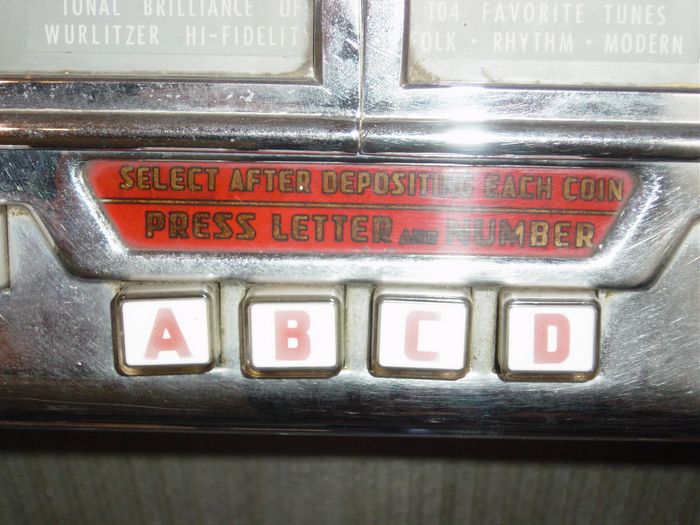 TONAL BRILLIANCE OF
WURLITZER HI-FIDELIT
104 FAVORITE TUNES
OLK · RHYTHM · MODERN
SELECT AFTER DEPOSITING EACH COIN
PRESS LETTER AND NUMBER
A B C D